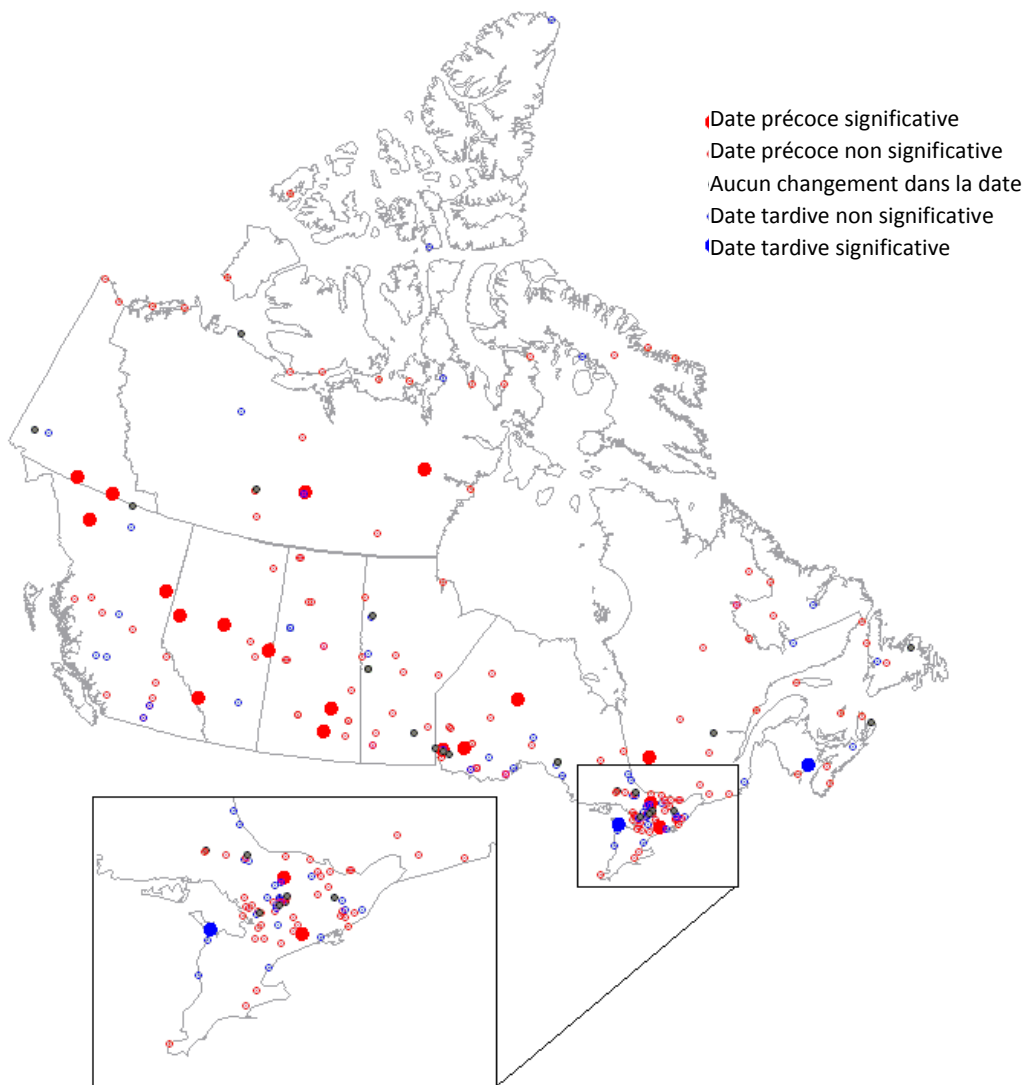 Date précoce significative
Date précoce non significative
Aucun changement dans la date
Date tardive non significative
Date tardive significative